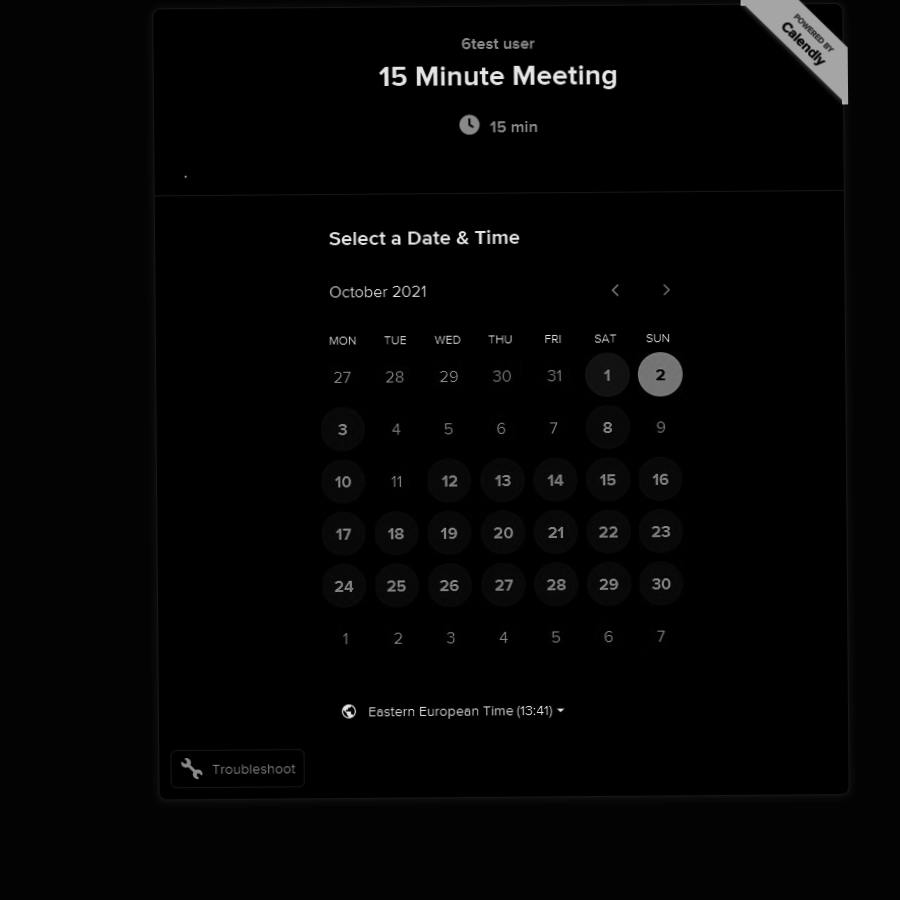 POWERED BY
Calendly
6test user
15 Minute Meeting
15 min
Select a Date & Time
October 2021
MON TUE WED THU FRI SAT SUN
27 28 29 30 31 1 2
3 4 5 6 7 8 9
10 11 12 13 14 15 16
17 18 19 20 21 22 23
24 25 26 27 28 29 30
1 2 3 4 5 6 7
Eastern European Time (13:41)
Troubleshoot